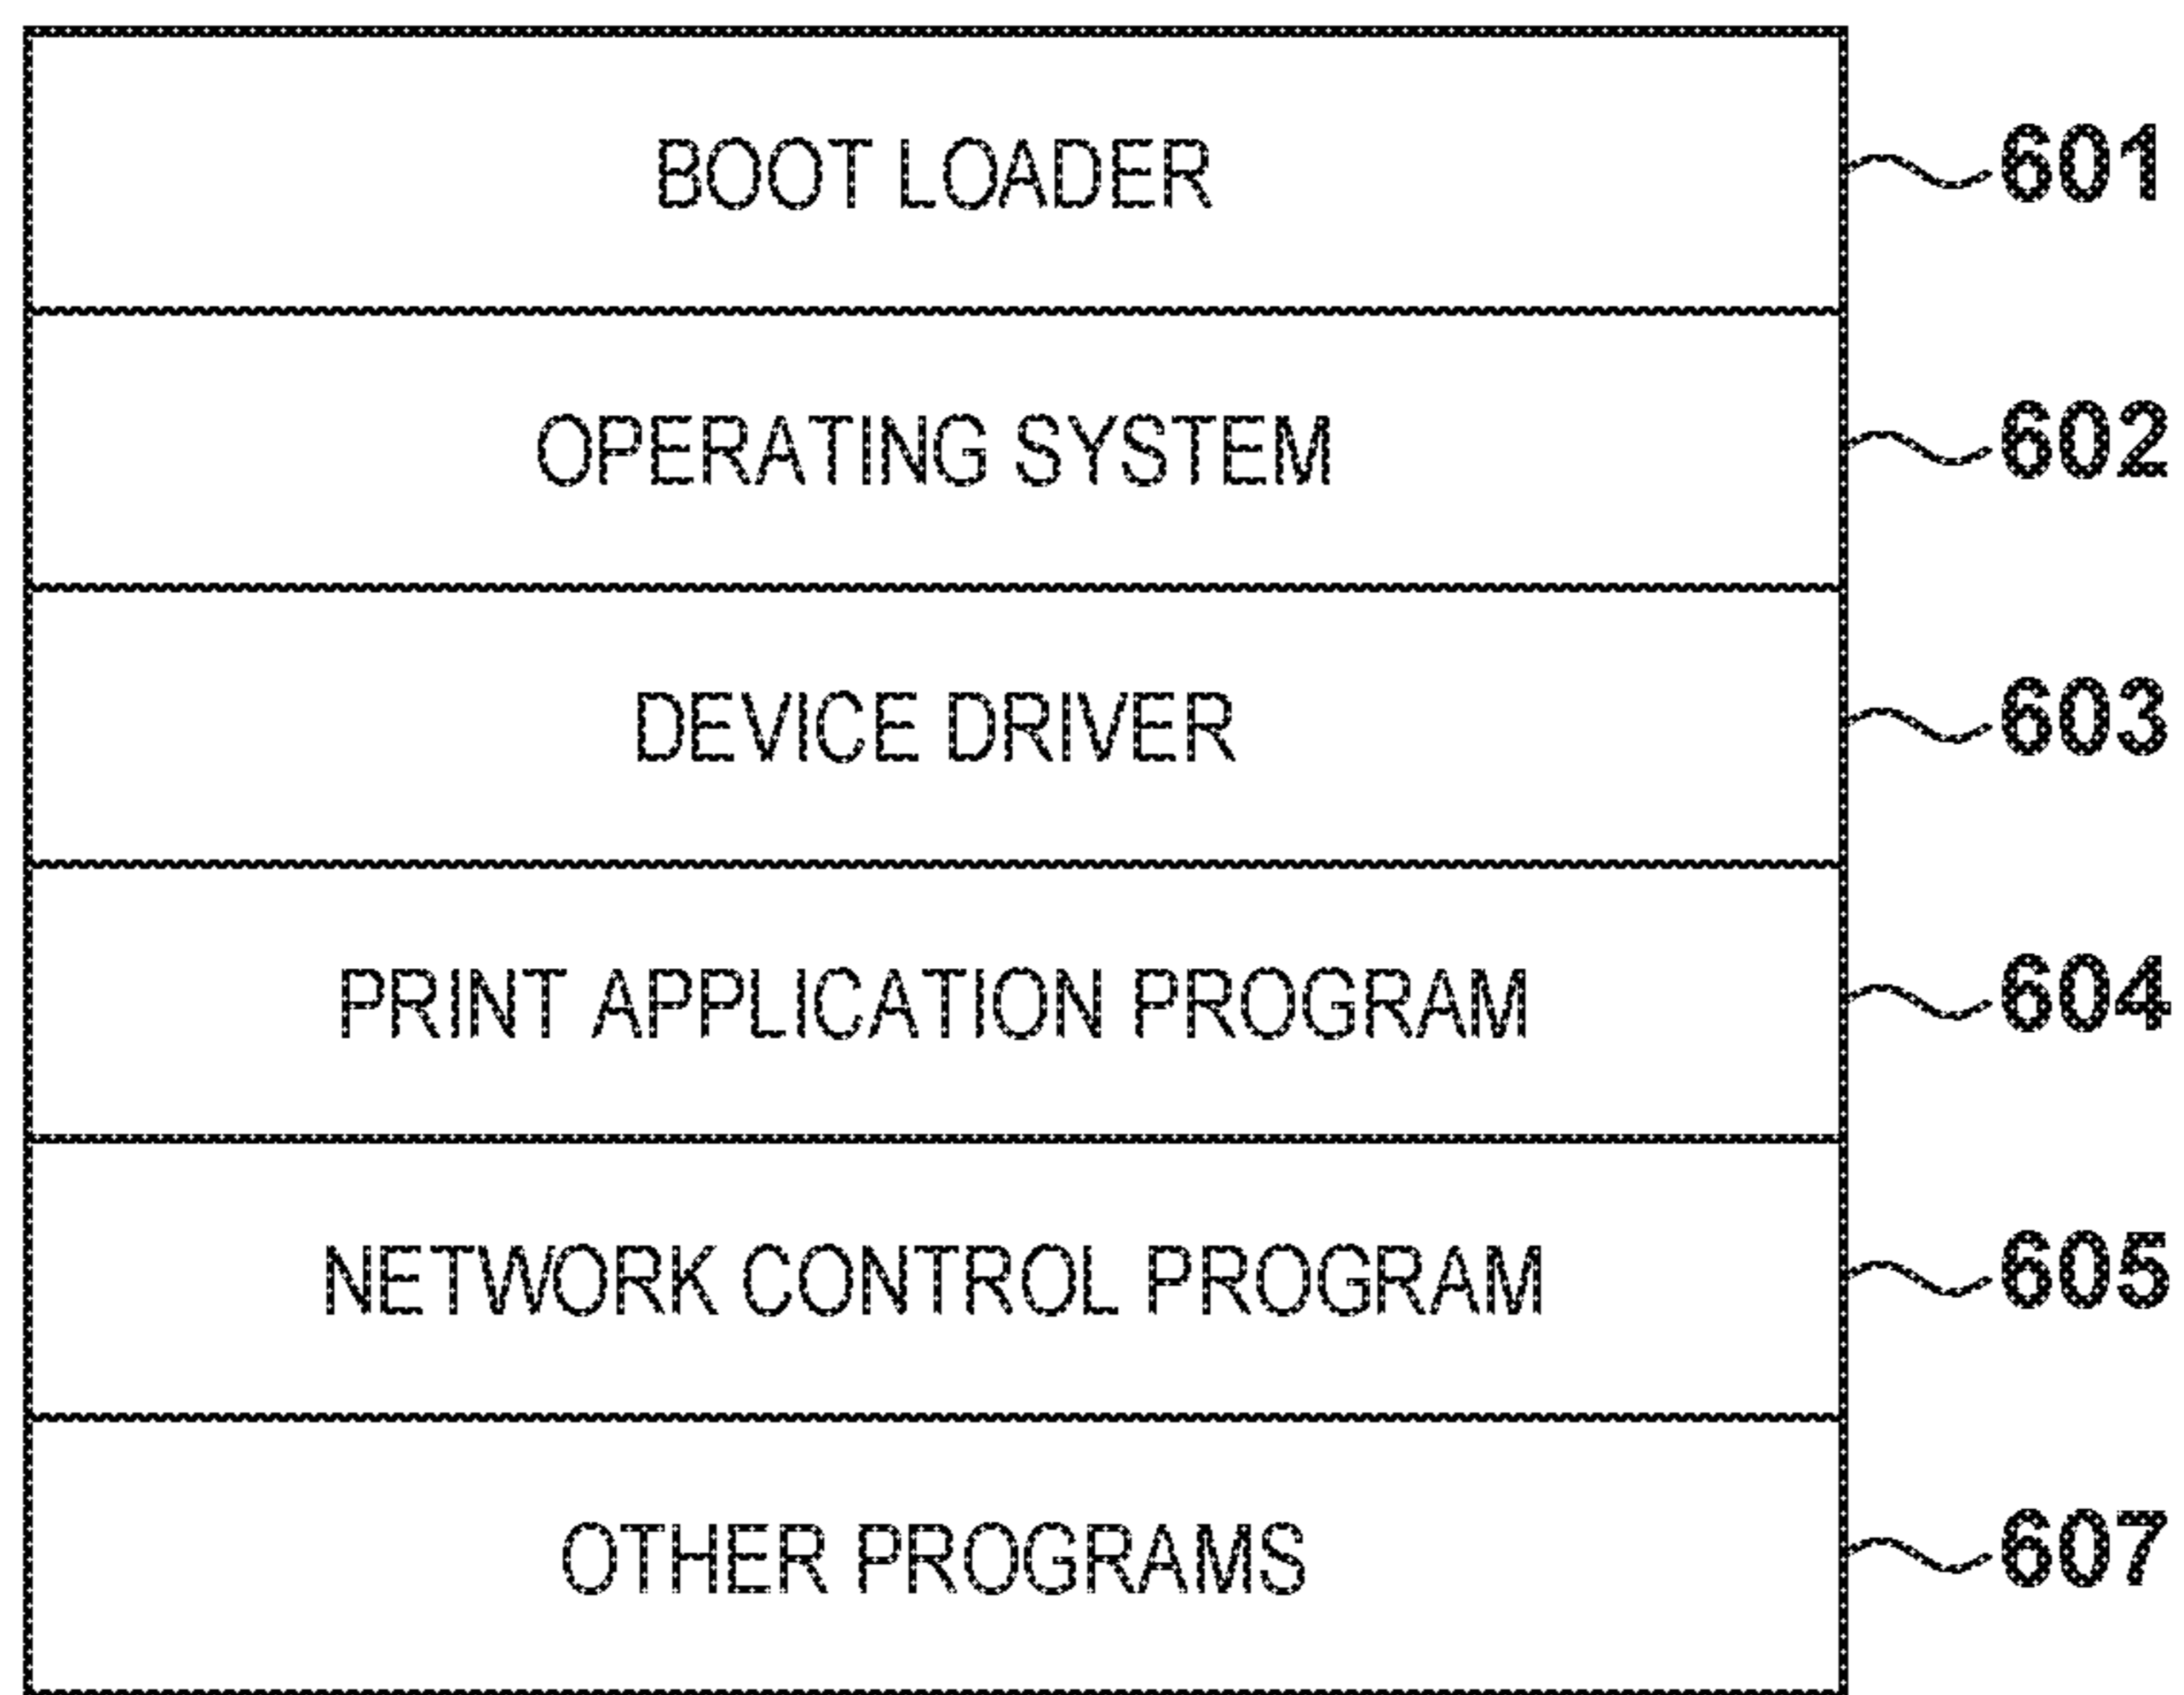 BOOT LOADER 601
OPERATING SYSTEM 602
DEVICE DRIVER 603
PRINT APPLICATION PROGRAM 604
NETWORK CONTROL PROGRAM 605
OTHER PROGRAMS 607